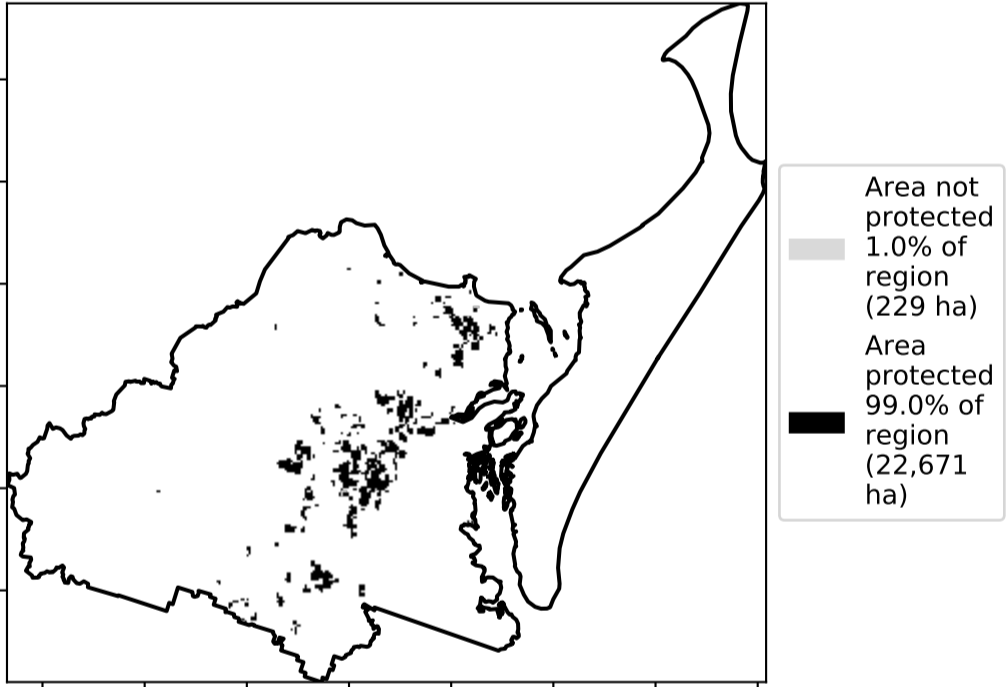 Area not
protected
1.0% of
region
(229 ha)
Area
protected
99.0% of
region
(22,671
ha)